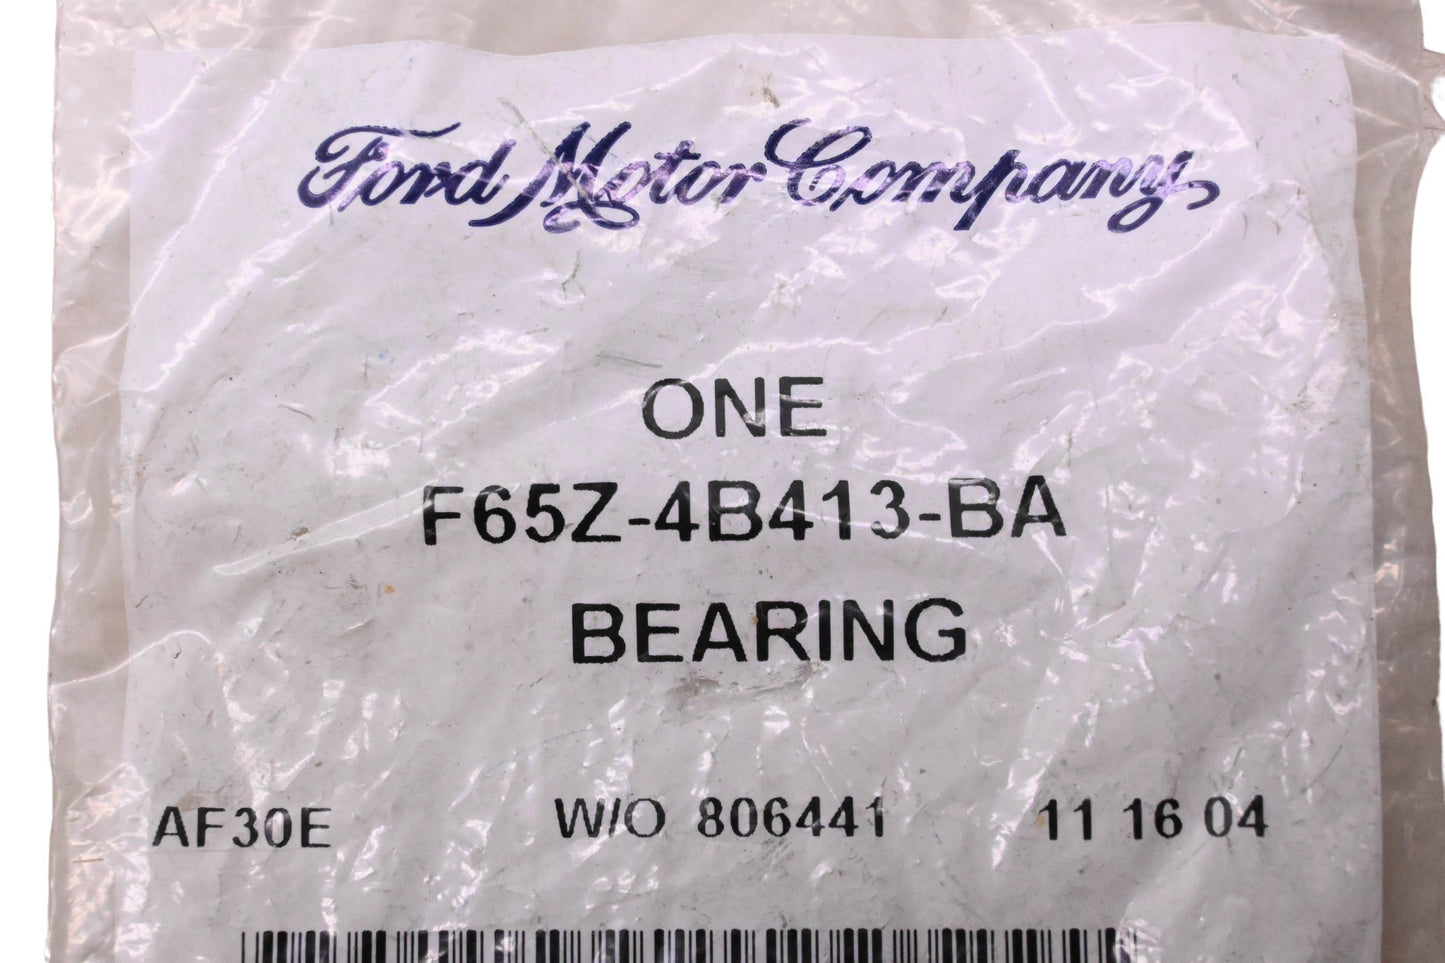 Ford Motor Company
ONE
F65Z-4B413-BA
BEARING
AF30E W/O 806441 11 16 04